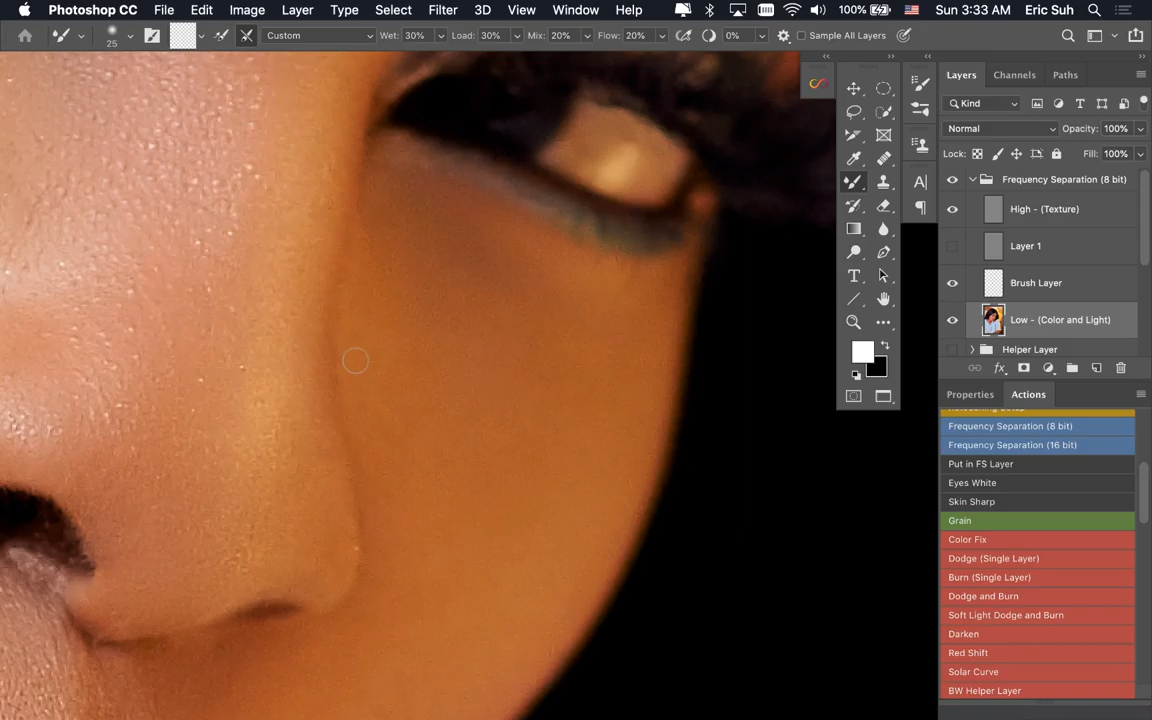 Photoshop CC File Edit Image Layer Type Select Filter 3D View Window Help 100% Sun 3:33 AM Eric Suh
25 Custom Wet: 30% Load: 30% Mix: 20% Flow: 20% 0% Sample All Layers
Layers Channels Paths
Kind
Normal Opacity: 100%
Lock: Fill: 100%
Frequency Separation (8 bit)
High - (Texture)
Layer 1
Brush Layer
Low - (Color and Light)
Helper Layer
Properties Actions
Frequency Separation (8 bit)
Frequency Separation (16 bit)
Put in FS Layer
Eyes White
Skin Sharp
Grain
Color Fix
Dodge (Single Layer)
Burn (Single Layer)
Dodge and Burn
Soft Light Dodge and Burn
Darken
Red Shift
Solar Curve
BW Helper Layer